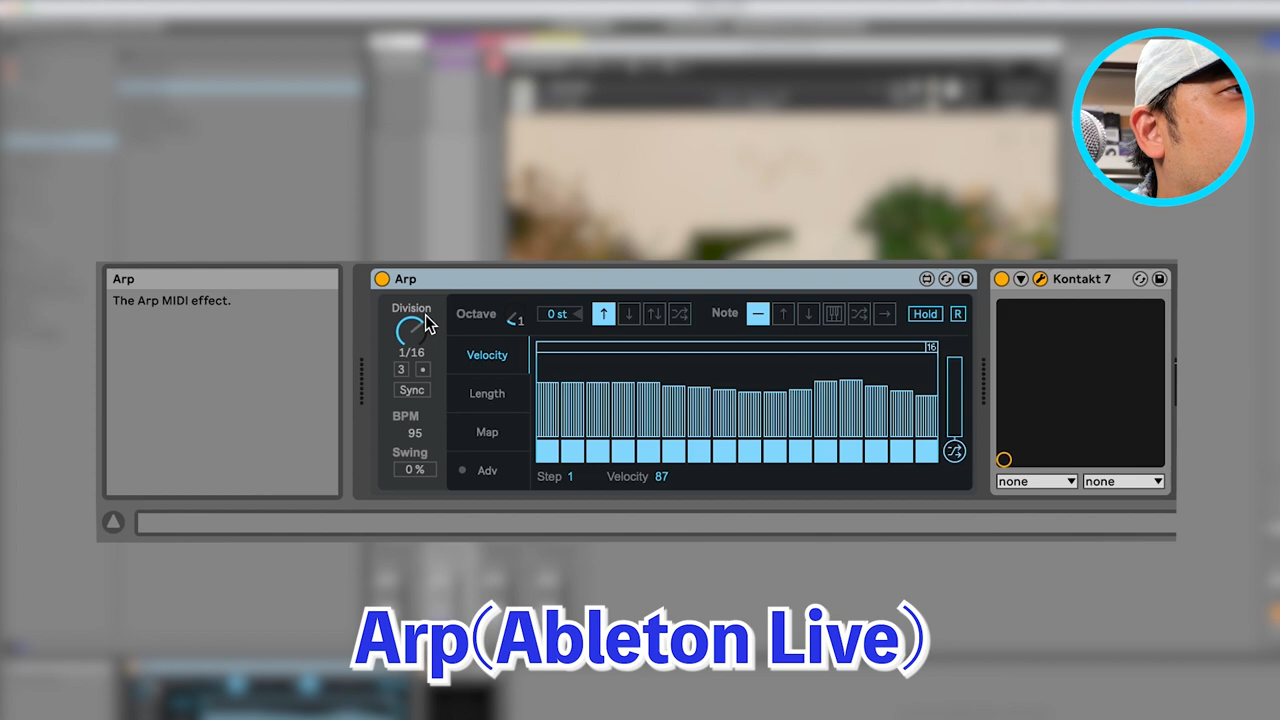 Arp
The Arp MIDI effect.
Arp
Division
1/16
3
Sync
BPM
95
Swing
0 %
Octave 1 0 st Note Hold R
Velocity
Length
Map
Adv
16
Step 1 Velocity 87
Kontakt 7
none none
Arp(Ableton Live)